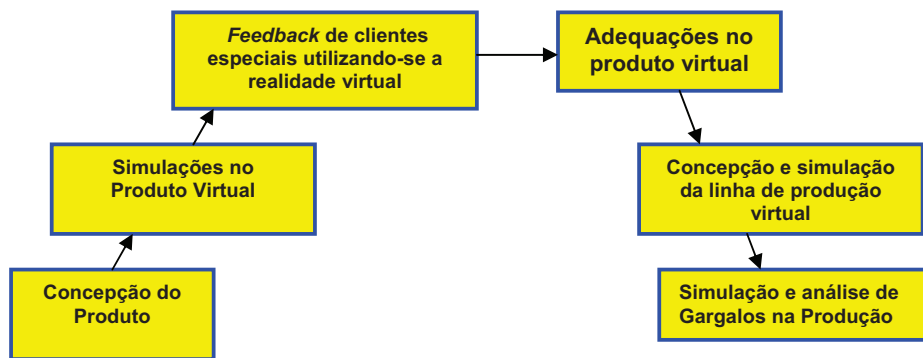 Feedback de clientes
especiais utilizando-se a
realidade virtual
Adequações no
produto virtual
Simulações no
Produto Virtual
Concepção e simulação
da linha de produção
virtual
Concepção do
Produto
Simulação e análise de
Gargalos na Produção